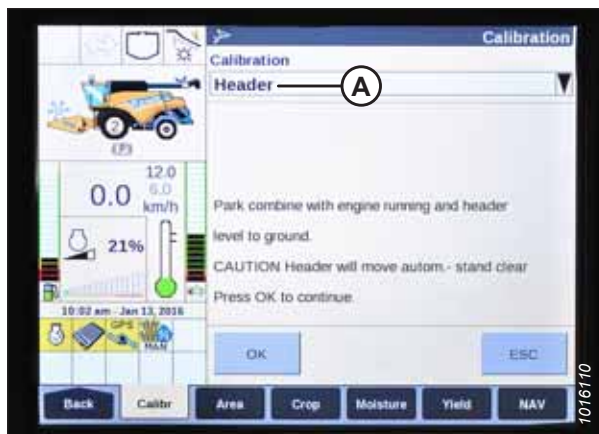 Calibration
Calibration
Header
A
2
(P)
12.0
6.0
0.0 km/h
21%
Park combine with engine running and header
level to ground.
CAUTION Header will move autom.- stand clear
Press OK to continue.
10:02 am Jan 13, 2016
GPS
MAN
OK
ESC
Back
Calibr
Area
Crop
Moisture
Yield
NAV
1016110